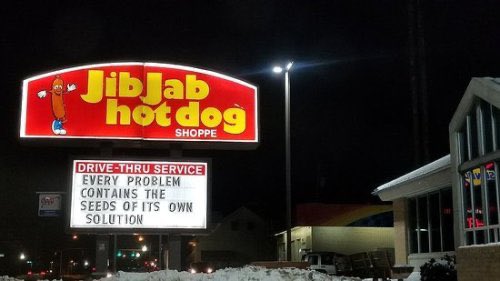 JibJab
hot dog
SHOPPE
DRIVE-THRU SERVICE
EVERY PROBLEM
CONTAINS THE
SEEDS OF ITS OWN
SOLUTION